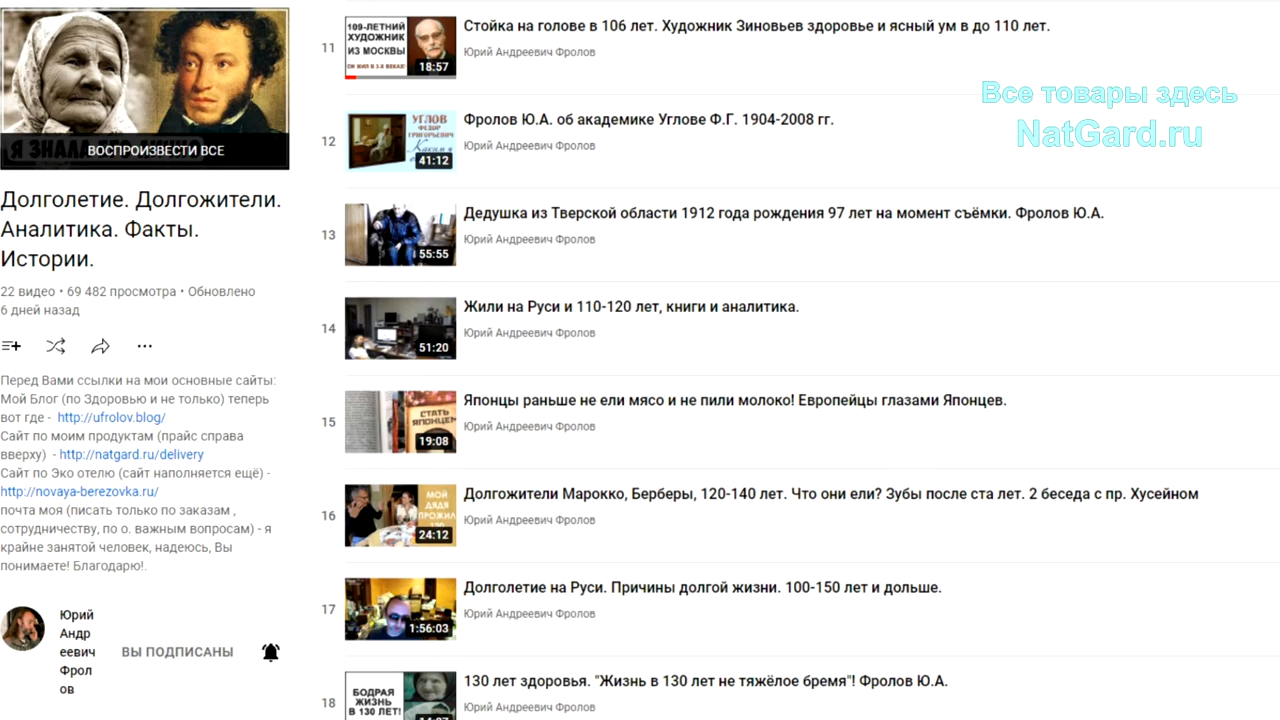 ВОСПРОИЗВЕСТИ ВСЕ
Долголетие. Долгожители.
Аналитика. Факты.
Истории.
22 видео • 69 482 просмотра • Обновлено
6 дней назад
Перед Вами ссылки на мои основные сайты:
Мой Блог (по Здоровью и не только) теперь
вот где - http://ufrolov.blog/
Сайт по моим продуктам (прайс справа
вверху) - http://natgard.ru/delivery
Сайт по Эко отелю (сайт наполняется ещё) -
http://novaya-berezovka.ru/
почта моя (писать только по заказам ,
сотрудничеству, по о. важным вопросам) - я
крайне занятой человек, надеюсь, Вы
понимаете! Благодарю!.
Юрий
Андр
еевич
Фрол
ов
ВЫ ПОДПИСАНЫ
11
109-ЛЕТНИЙ
ХУДОЖНИК
ИЗ МОСКВЫ
ОН ЖИЛ В 3-Х ВЕКАХ!
18:57
Стойка на голове в 106 лет. Художник Зиновьев здоровье и ясный ум в до 110 лет.
Юрий Андреевич Фролов
Все товары здесь
NatGard.ru
12
УГЛОВ
ФЕДОР
ГРИГОРЬЕВИЧ
41:12
Фролов Ю.А. об академике Углове Ф.Г. 1904-2008 гг.
Юрий Андреевич Фролов
13
55:55
Дедушка из Тверской области 1912 года рождения 97 лет на момент съёмки. Фролов Ю.А.
Юрий Андреевич Фролов
14
51:20
Жили на Руси и 110-120 лет, книги и аналитика.
Юрий Андреевич Фролов
15
СТАТЬ
ЯПОНЦЕМ
19:08
Японцы раньше не ели мясо и не пили молоко! Европейцы глазами Японцев.
Юрий Андреевич Фролов
16
МОЙ
ДЯДЯ
ПРОЖИЛ
24:12
Долгожители Марокко, Берберы, 120-140 лет. Что они ели? Зубы после ста лет. 2 беседа с пр. Хусейном
Юрий Андреевич Фролов
17
1:56:03
Долголетие на Руси. Причины долгой жизни. 100-150 лет и дольше.
Юрий Андреевич Фролов
18
БОДРАЯ
ЖИЗНЬ
В 130 ЛЕТ!
130 лет здоровья. "Жизнь в 130 лет не тяжёлое бремя"! Фролов Ю.А.
Юрий Андреевич Фролов